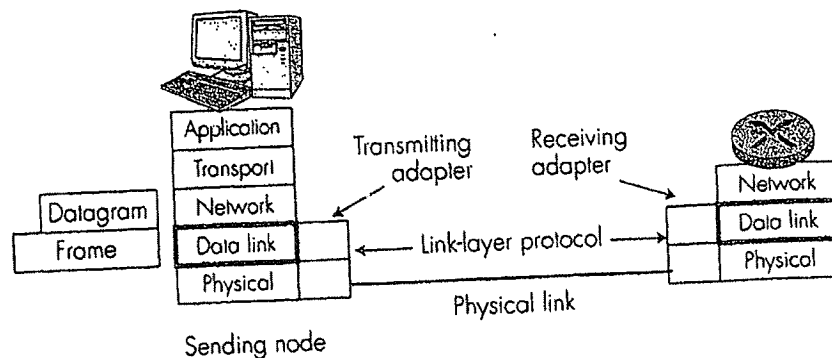 Application
Transport
Network
Data link
Physical
Datagram
Frame
Transmitting
adapter
Receiving
adapter
Network
Data link
Physical
Link-layer protocol
Physical link
Sending node